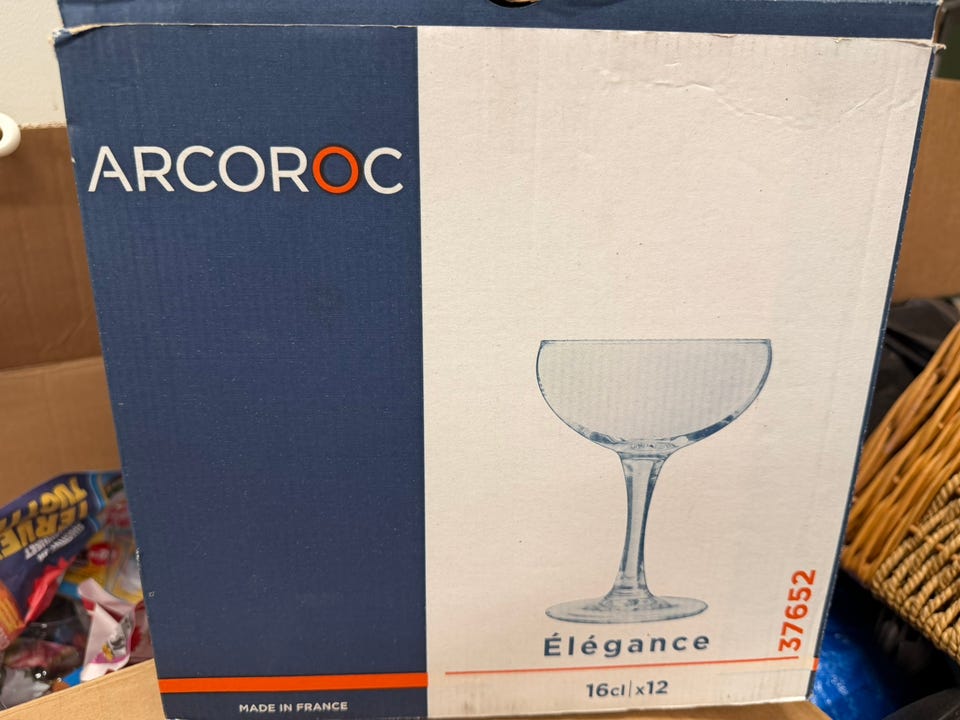 ARCOROC
Élégance
37652
16cl|x12
MADE IN FRANCE